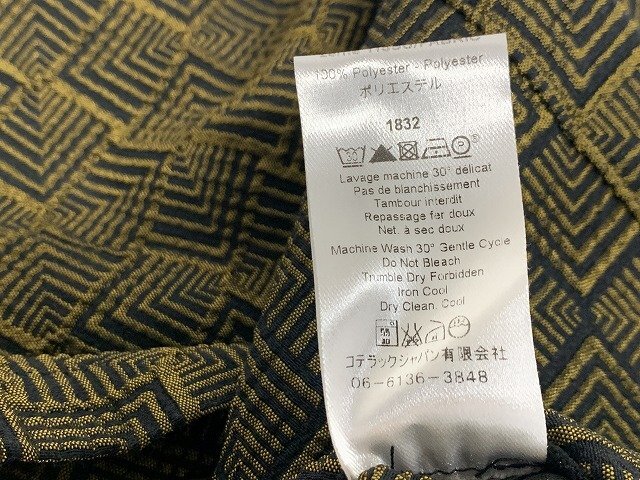 100% Polyester - Polyester
ポリエステル
1832
Lavage machine 30° délicat
Pas de blanchissement
Tambour interdit
Repassage fer doux
Net. à sec doux
Machine Wash 30° Gentle Cycle
Do Not Bleach
Tumble Dry Forbidden
Iron Cool
Dry Clean, Cool
コテラックジャパン有限会社
06-6136-3848